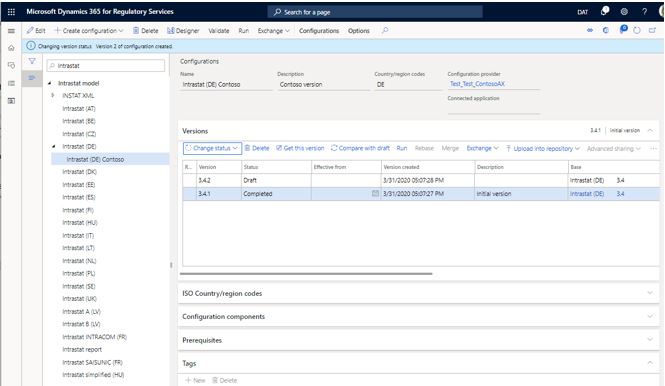 Microsoft Dynamics 365 for Regulatory Services
Search for a page
DAT
Edit
Create configuration
Delete
Designer
Validate
Run
Exchange
Configurations
Options
Changing version status Version 2 of configuration created.
Intrastat
Intrastat model
INSTAT XML
Intrastat (AT)
Intrastat (BE)
Intrastat (CZ)
Intrastat (DE)
Intrastat (DE) Contoso
Intrastat (DK)
Intrastat (EE)
Intrastat (ES)
Intrastat (FI)
Intrastat (HU)
Intrastat (IT)
Intrastat (LT)
Intrastat (NL)
Intrastat (PL)
Intrastat (SE)
Intrastat (UK)
Intrastat A (LV)
Intrastat B (LV)
Intrastat INTRACOM (FR)
Intrastat report
Intrastat SAISUNIC (FR)
Intrastat simplified (HU)
Configurations
Name Description Country/region codes Configuration provider
Intrastat (DE) Contoso Contoso version DE Test_Test_ContosoAX
Connected application
Versions 3.4.1 Initial version
Change status Delete Get this version Compare with draft Run Rebase Merge Exchange Upload into repository Advanced sharing ...
R... Version Status Effective from Version created Description Base
3.4.2 Draft 3/31/2020 05:07:28 PM Intrastat (DE) 3.4
3.4.1 Completed 3/31/2020 05:07:27 PM Initial version Intrastat (DE) 3.4
ISO Country/region codes
Configuration components
Prerequisites
Tags
New Delete